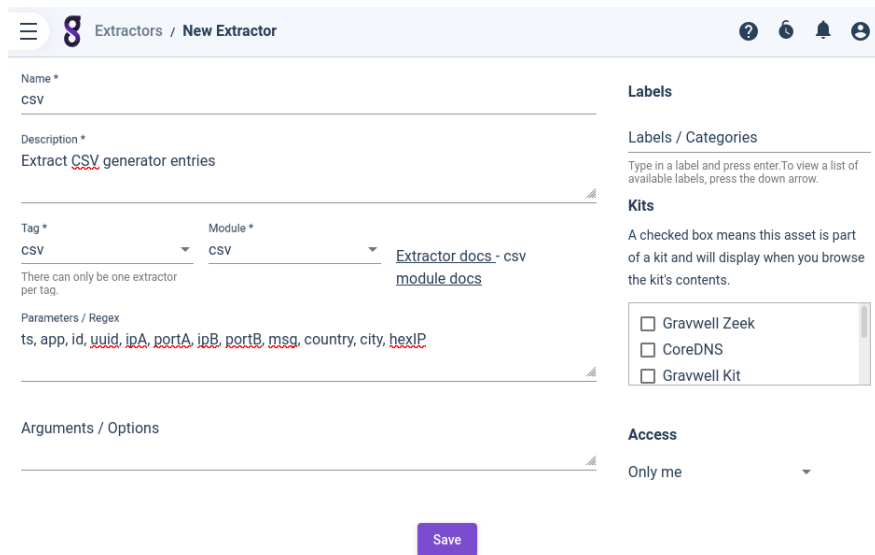 Extractors / New Extractor
Name *
csv
Description *
Extract CSV generator entries
Tag *
csv
There can only be one extractor
per tag.
Module *
csv
Extractor docs - csv
module docs
Parameters / Regex
ts, app, id, uuid, ipA, portA, ipB, portB, msg, country, city, hexIP
Arguments / Options
Save
Labels
Labels / Categories
Type in a label and press enter.To view a list of
available labels, press the down arrow.
Kits
A checked box means this asset is part
of a kit and will display when you browse
the kit's contents.
Gravwell Zeek
CoreDNS
Gravwell Kit
Access
Only me